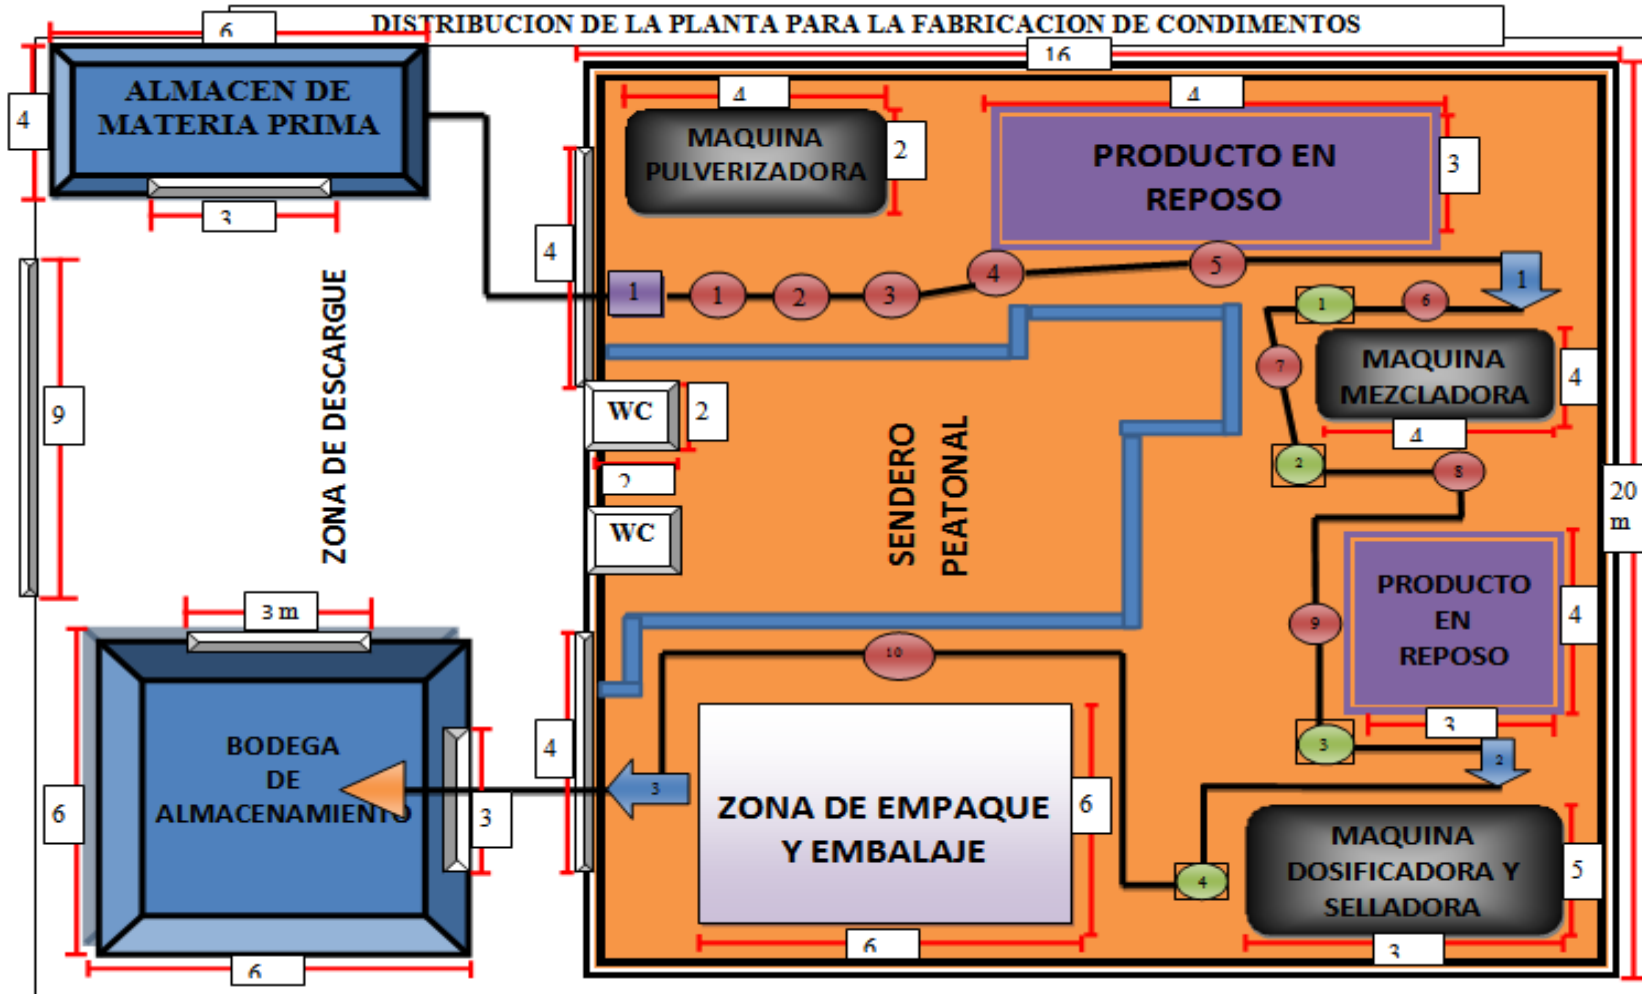 DISTRIBUCION DE LA PLANTA PARA LA FABRICACION DE CONDIMENTOS
6
16
4
ALMACEN DE
MATERIA PRIMA
3
4
4
MAQUINA
PULVERIZADORA
2
4
PRODUCTO EN
REPOSO
3
1
1
2
3
4
5
1
6
1
7
MAQUINA
MEZCLADORA
4
4
2
8
ZONA DE DESCARGUE
9
WC
2
2
WC
SENDERO
PEATONAL
20
m
PRODUCTO
EN
REPOSO
4
3
9
3
2
3 m
BODEGA
DE
ALMACENAMIENTO
3
6
6
4
10
3
ZONA DE EMPAQUE
Y EMBALAJE
6
6
4
MAQUINA
DOSIFICADORA Y
SELLADORA
5
3